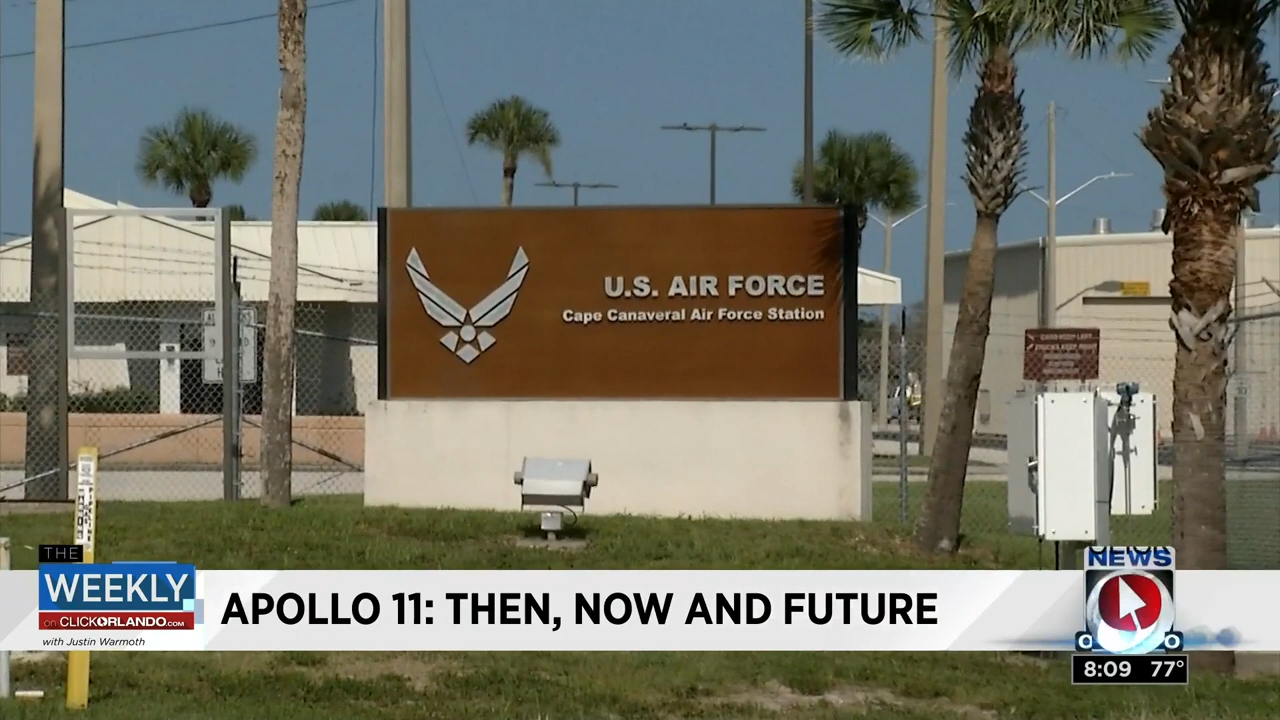 U.S. AIR FORCE
Cape Canaveral Air Force Station
THE
WEEKLY
on CLICKORLANDO.com
with Justin Warmoth
APOLLO 11: THEN, NOW AND FUTURE
NEWS
8:09 77°